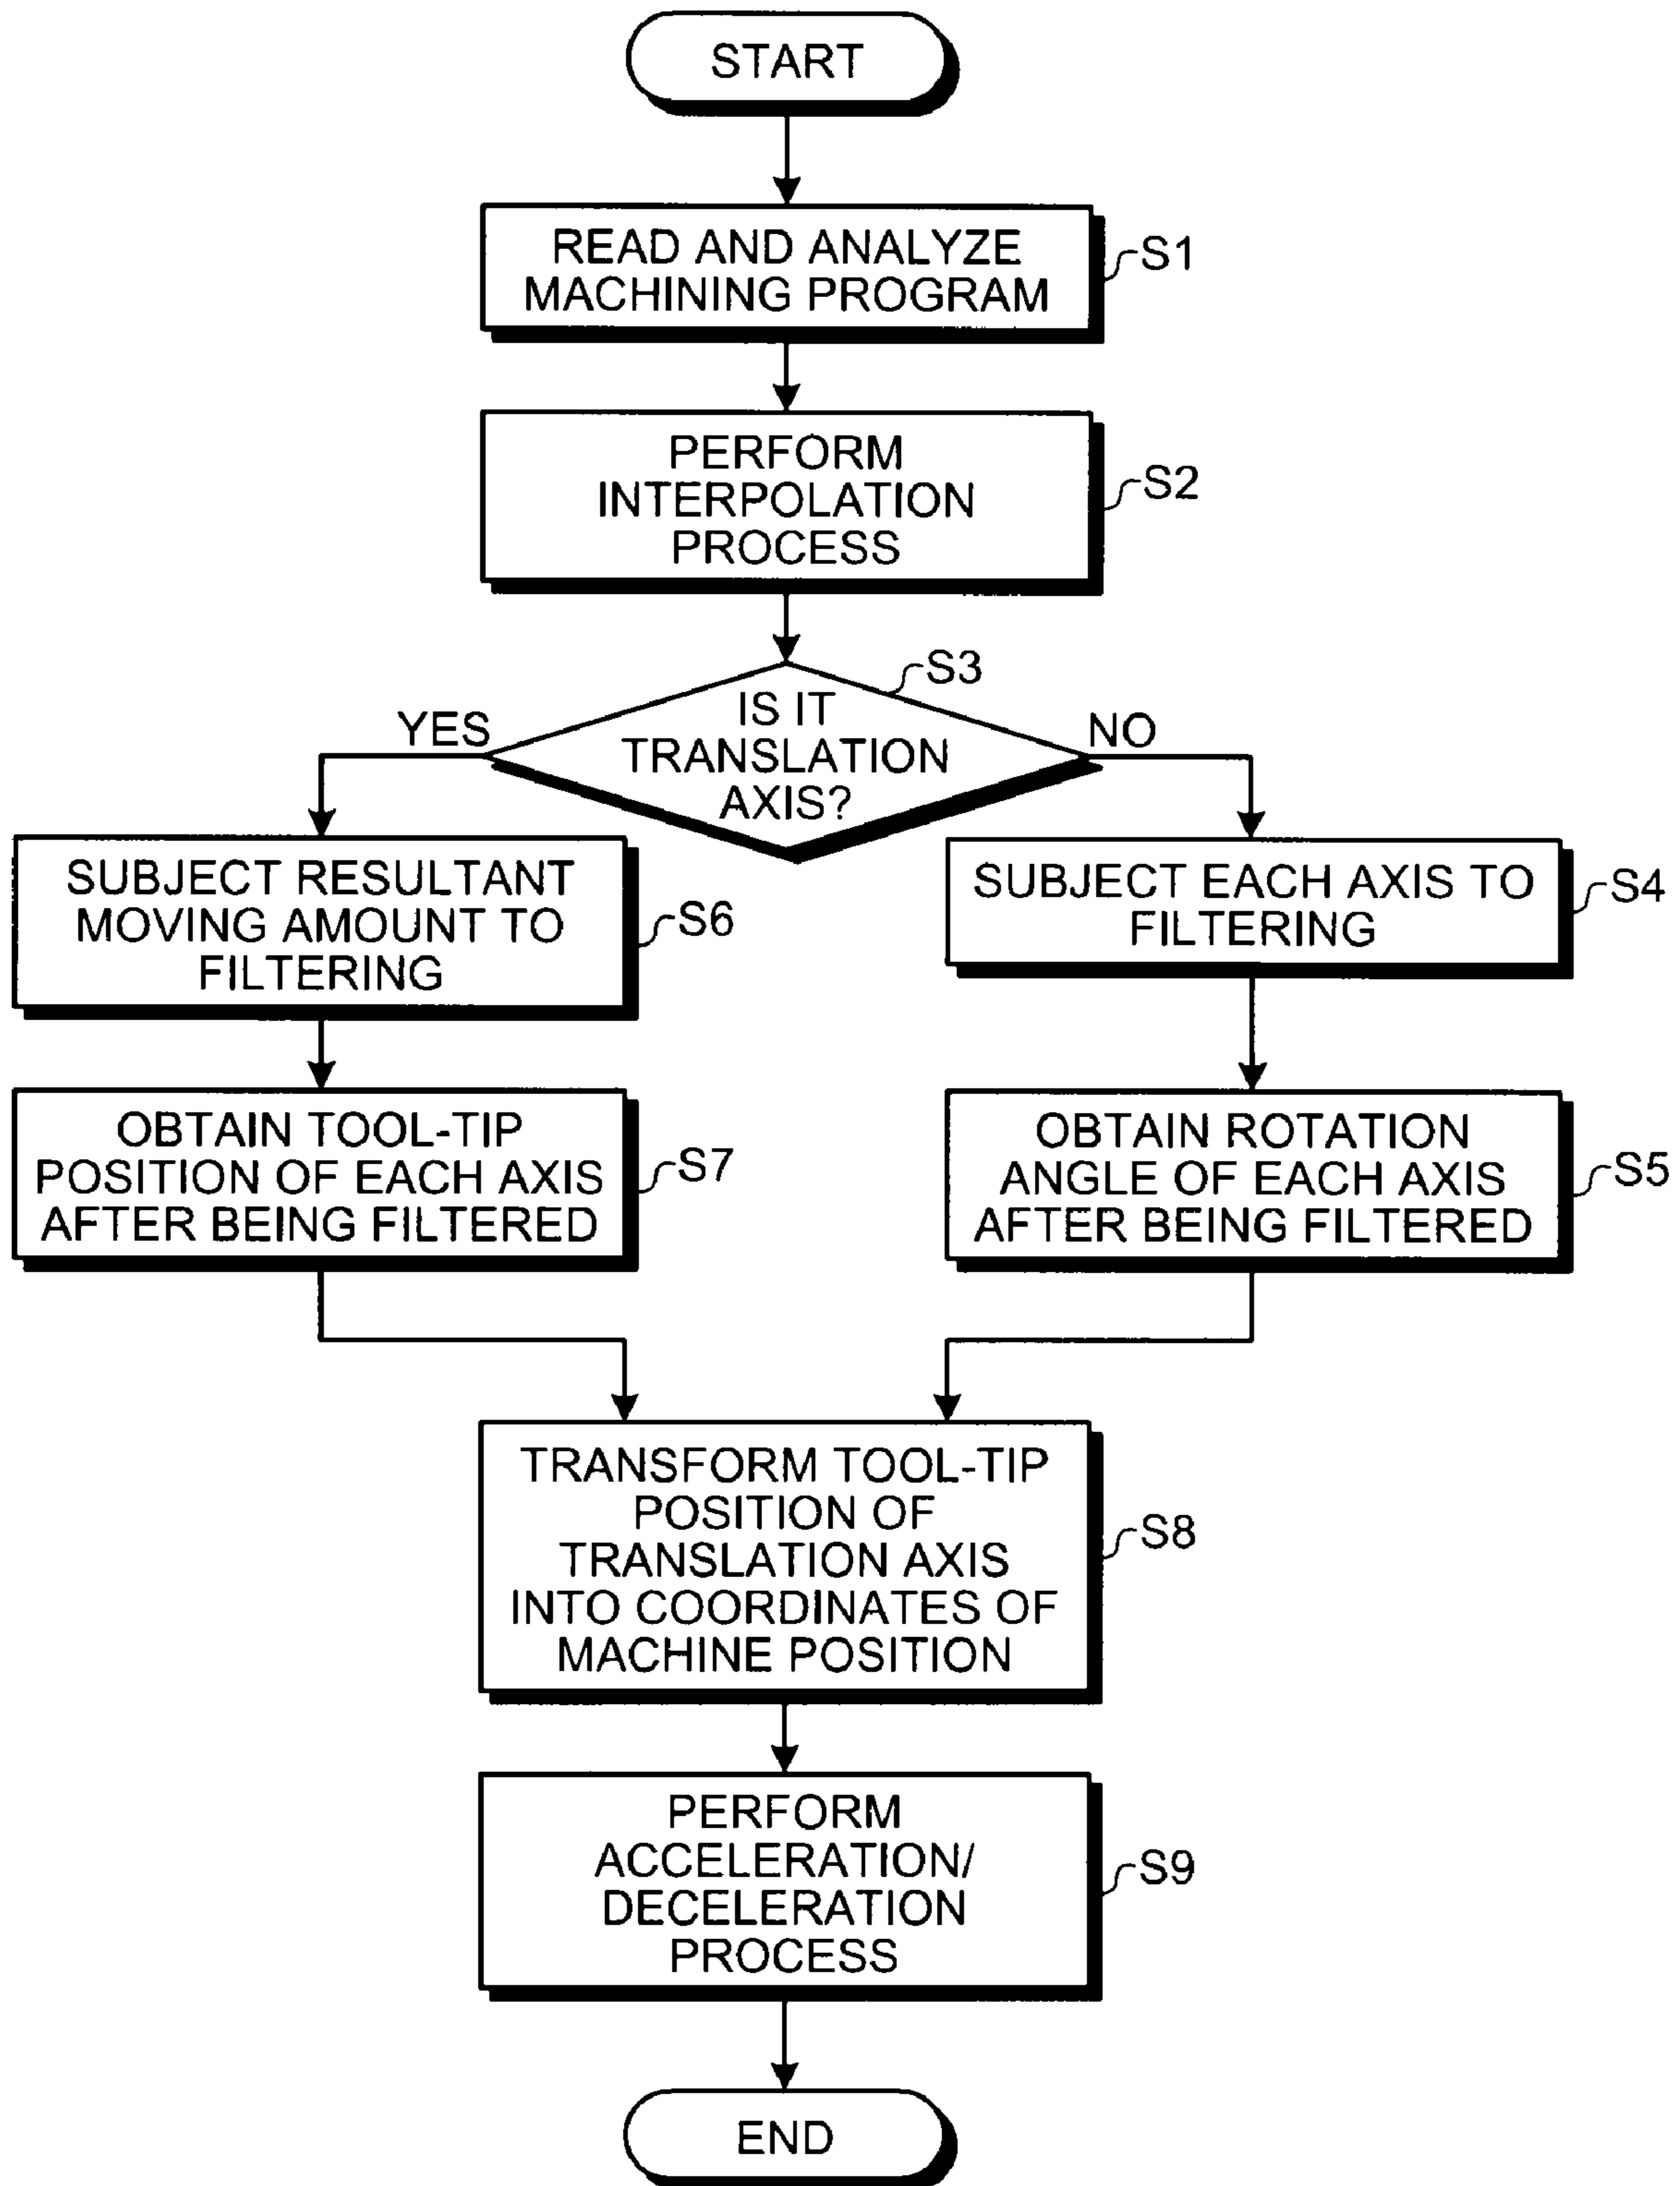 START
READ AND ANALYZE
MACHINING PROGRAM
S1
PERFORM
INTERPOLATION
PROCESS
S2
S3
IS IT
TRANSLATION
AXIS?
YES
NO
SUBJECT RESULTANT
MOVING AMOUNT TO
FILTERING
S6
SUBJECT EACH AXIS TO
FILTERING
S4
OBTAIN TOOL-TIP
POSITION OF EACH AXIS
AFTER BEING FILTERED
S7
OBTAIN ROTATION
ANGLE OF EACH AXIS
AFTER BEING FILTERED
S5
TRANSFORM TOOL-TIP
POSITION OF
TRANSLATION AXIS
INTO COORDINATES OF
MACHINE POSITION
S8
PERFORM
ACCELERATION/
DECELERATION
PROCESS
S9
END